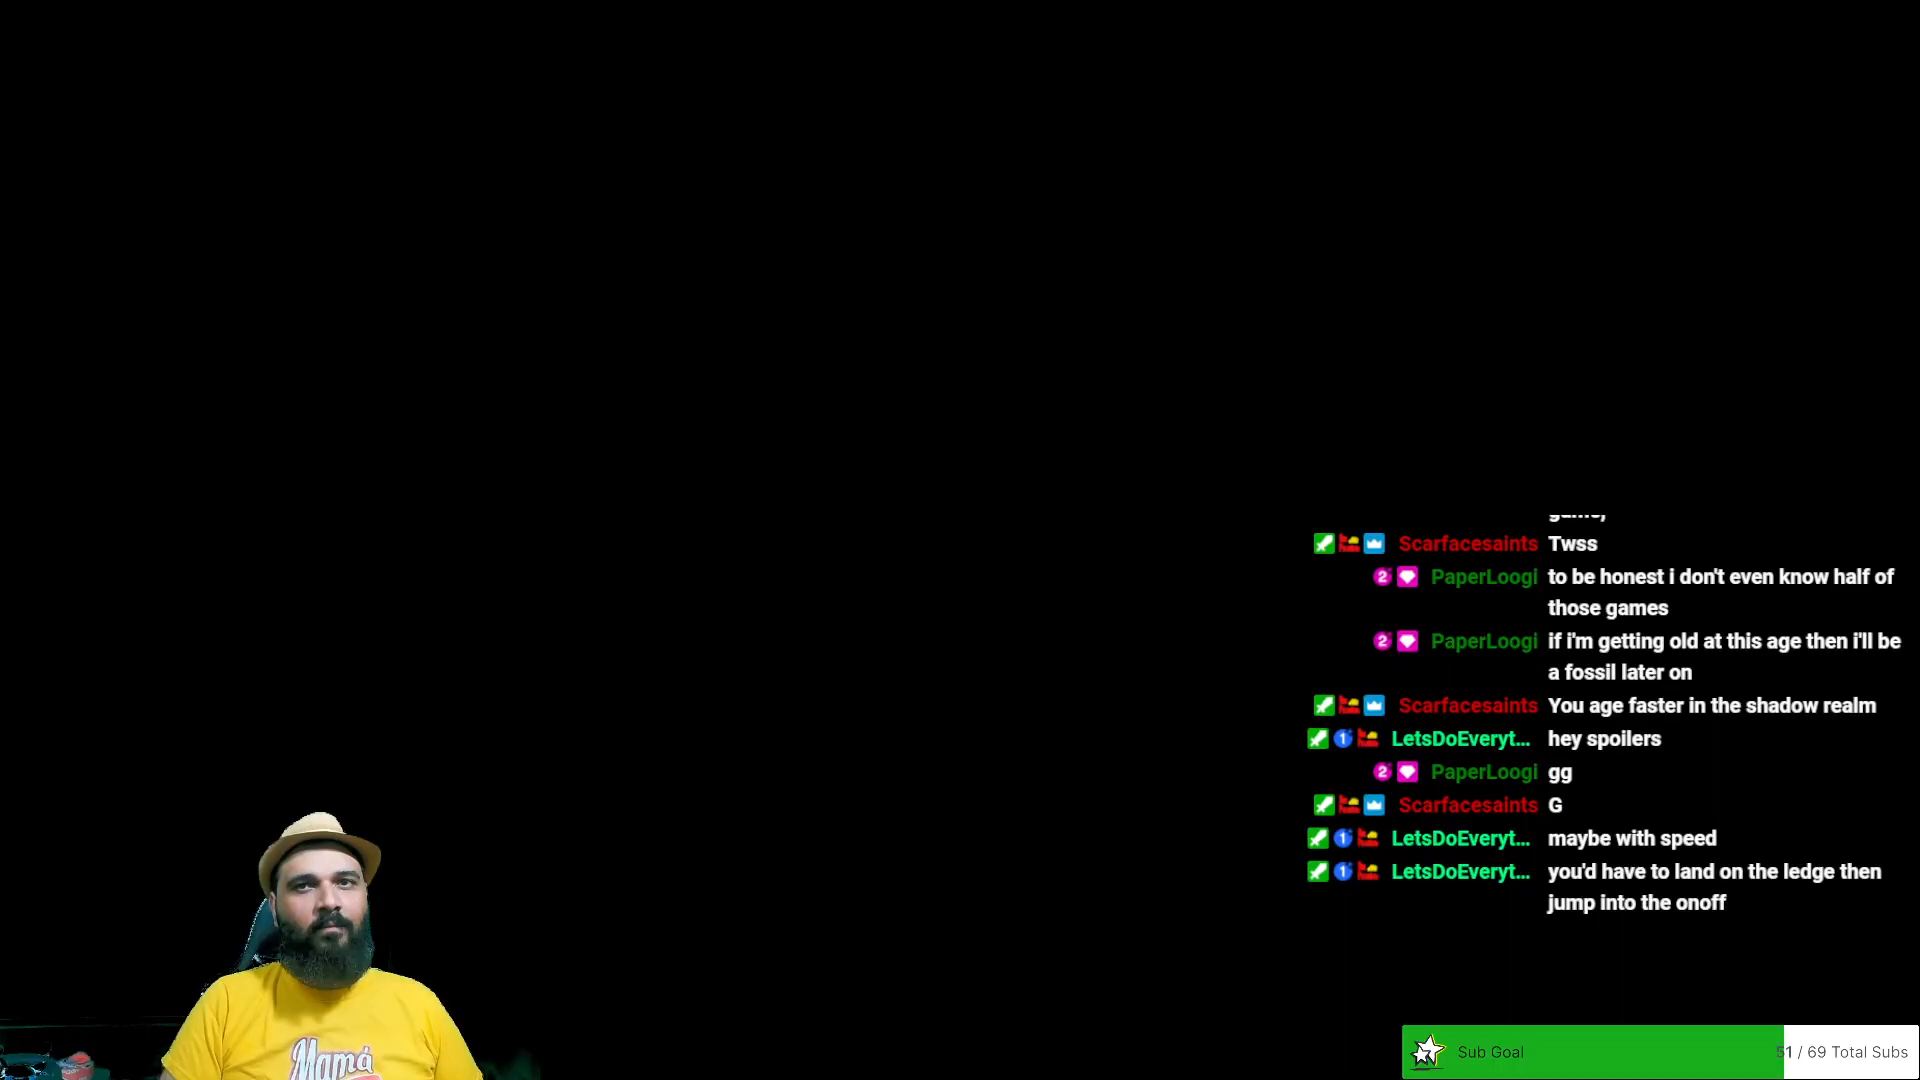 Scarfacesaints Twss
PaperLoogi to be honest i don't even know half of
those games
PaperLoogi if i'm getting old at this age then i'll be
a fossil later on
Scarfacesaints You age faster in the shadow realm
LetsDoEveryt... hey spoilers
PaperLoogi gg
Scarfacesaints G
LetsDoEveryt... maybe with speed
LetsDoEveryt... you'd have to land on the ledge then
jump into the onoff
Mamá
Sub Goal 51 / 69 Total Subs